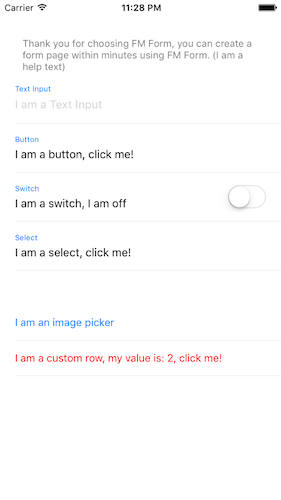 Carrier 11:28 PM
Thank you for choosing FM Form, you can create a
form page within minutes using FM Form. (I am a
help text)
Text Input
I am a Text Input
Button
I am a button, click me!
Switch
I am a switch, I am off
Select
I am a select, click me!
I am an image picker
I am a custom row, my value is: 2, click me!